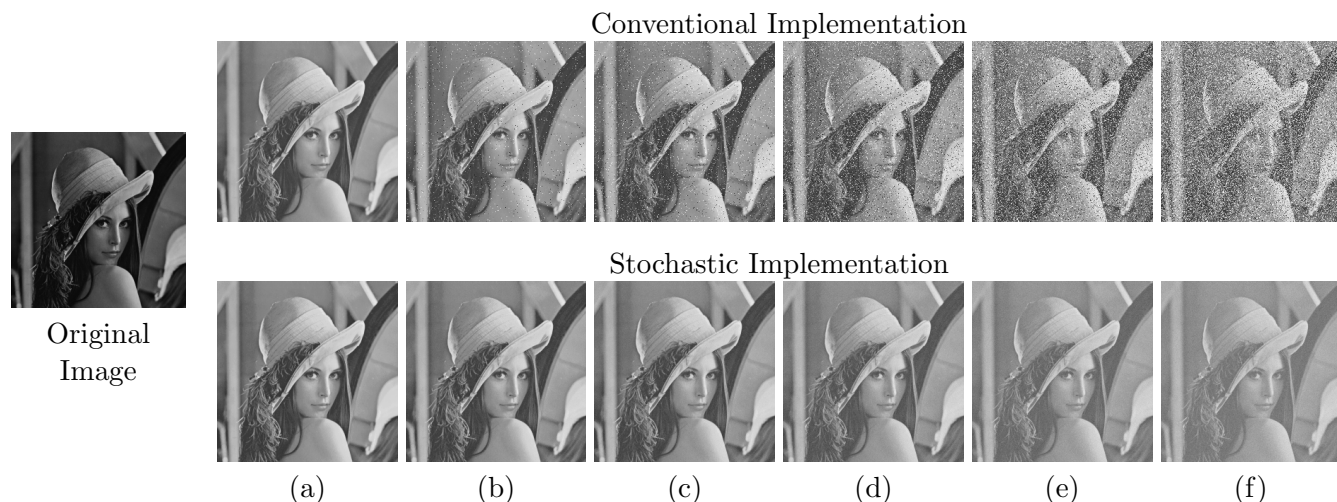 Conventional Implementation
Original
Image
Stochastic Implementation
(a) (b) (c) (d) (e) (f)